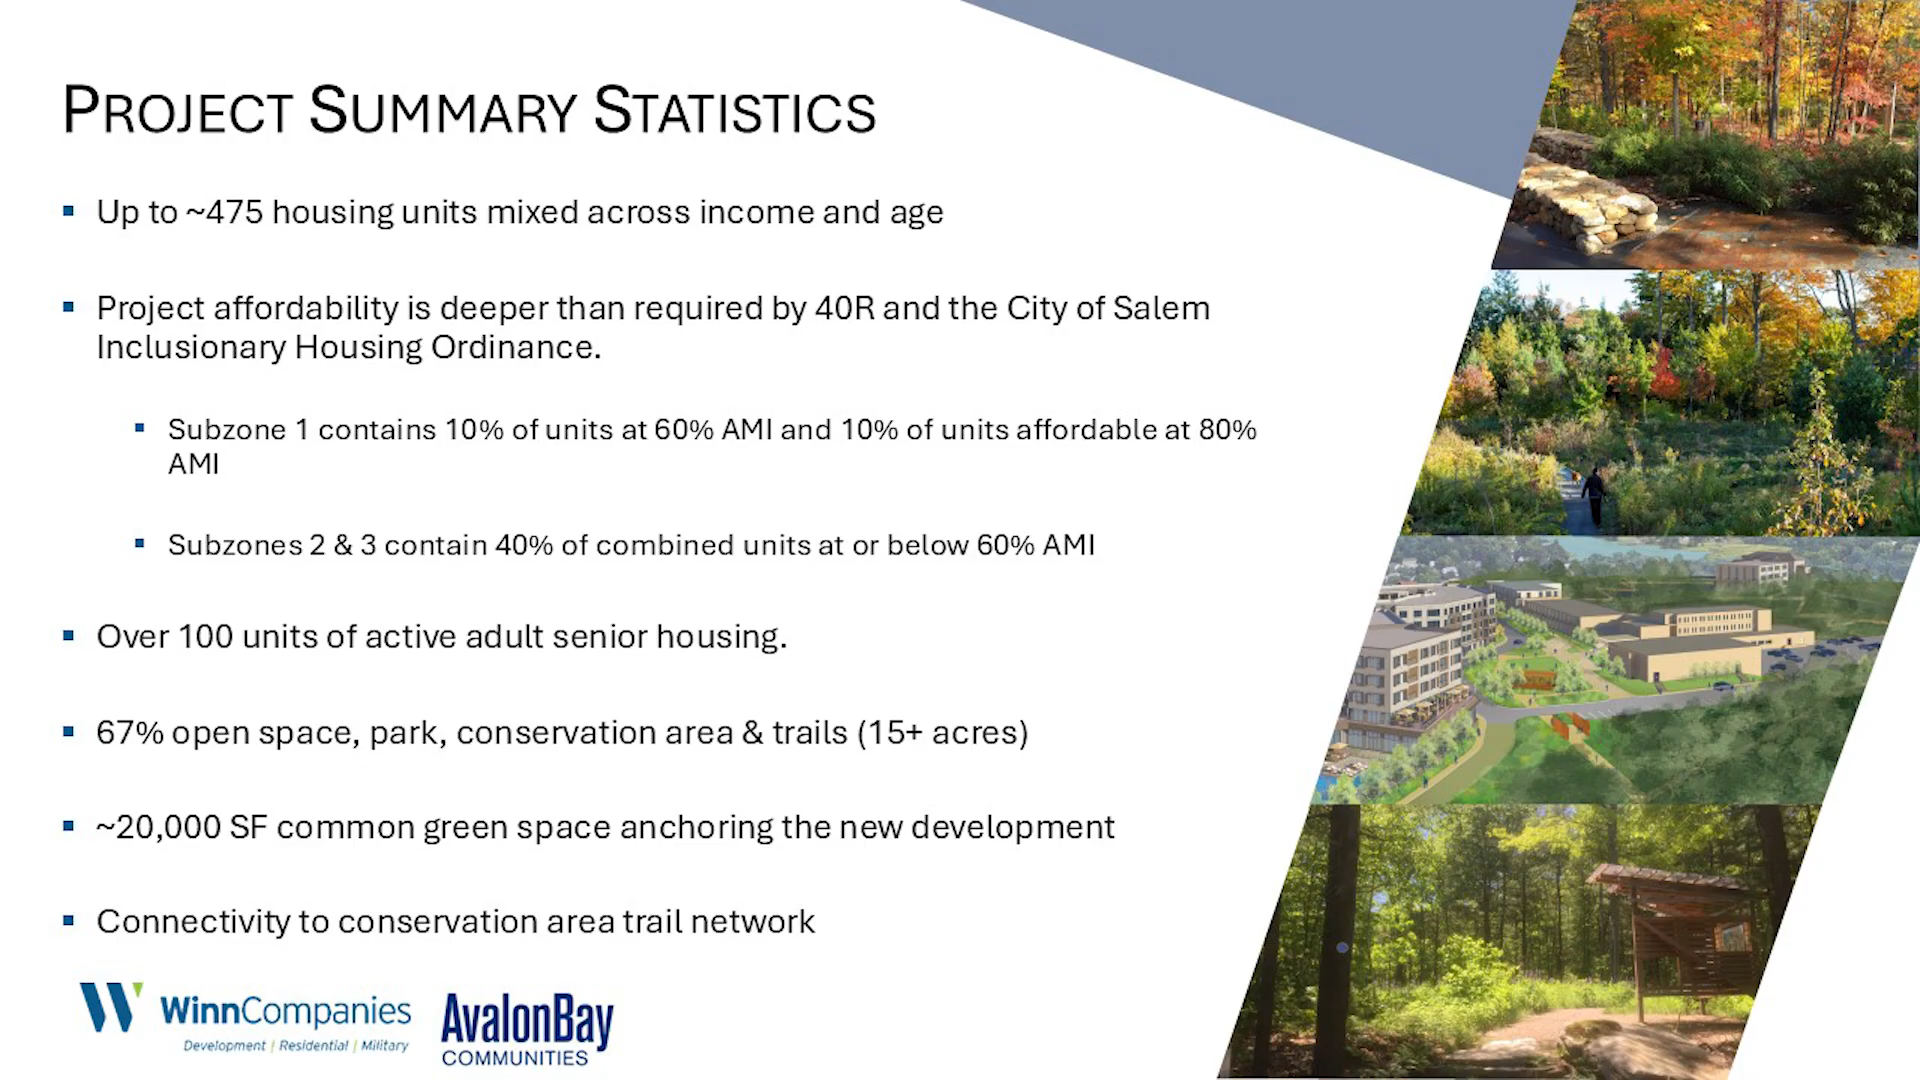 PROJECT SUMMARY STATISTICS
Up to ~475 housing units mixed across income and age
Project affordability is deeper than required by 40R and the City of Salem
Inclusionary Housing Ordinance.
Subzone 1 contains 10% of units at 60% AMI and 10% of units affordable at 80%
AMI
Subzones 2 & 3 contain 40% of combined units at or below 60% AMI
Over 100 units of active adult senior housing.
67% open space, park, conservation area & trails (15+ acres)
~20,000 SF common green space anchoring the new development
Connectivity to conservation area trail network
WinnCompanies
Development | Residential | Military
AvalonBay
COMMUNITIES